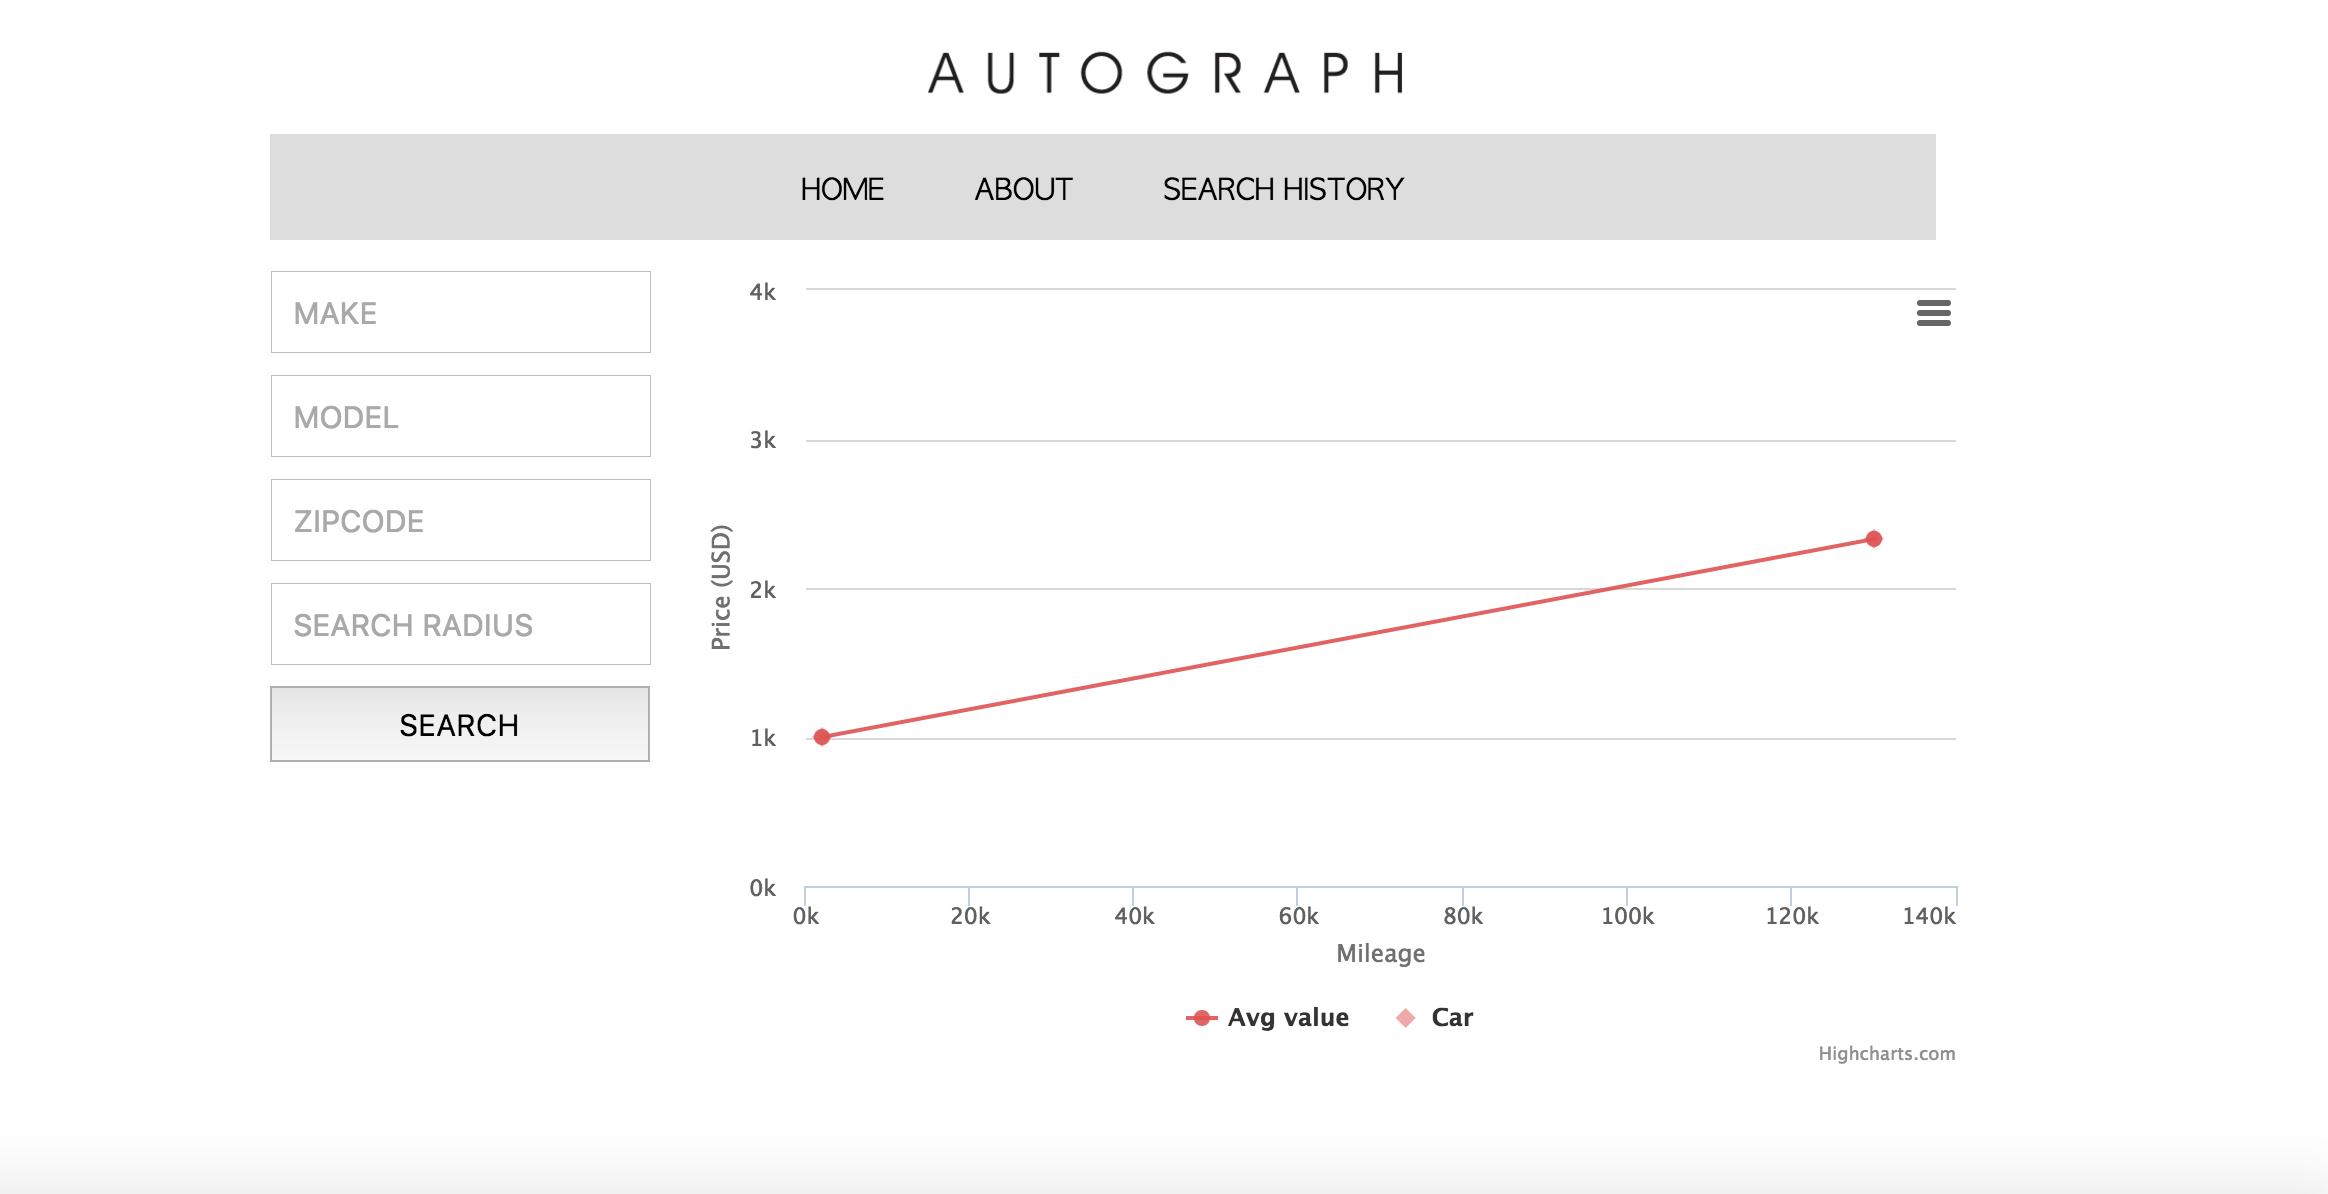 AUTOGRAPH
HOME ABOUT SEARCH HISTORY
MAKE
MODEL
ZIPCODE
SEARCH RADIUS
SEARCH
4k
3k
2k
1k
0k
Price (USD)
0k 20k 40k 60k 80k 100k 120k 140k
Mileage
Avg value Car
Highcharts.com